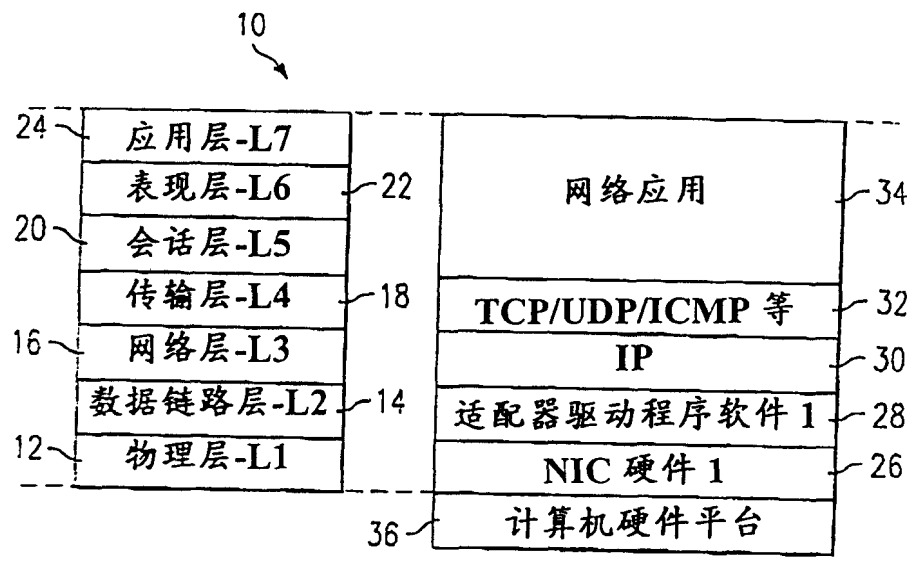 10
24
应用层-L7
表现层-L6
22
20
会话层-L5
传输层-L4
18
16
网络层-L3
数据链路层-L2
14
12
物理层-L1
网络应用
34
TCP/UDP/ICMP 等
32
IP
30
适配器驱动程序软件 1
28
NIC 硬件 1
26
36
计算机硬件平台